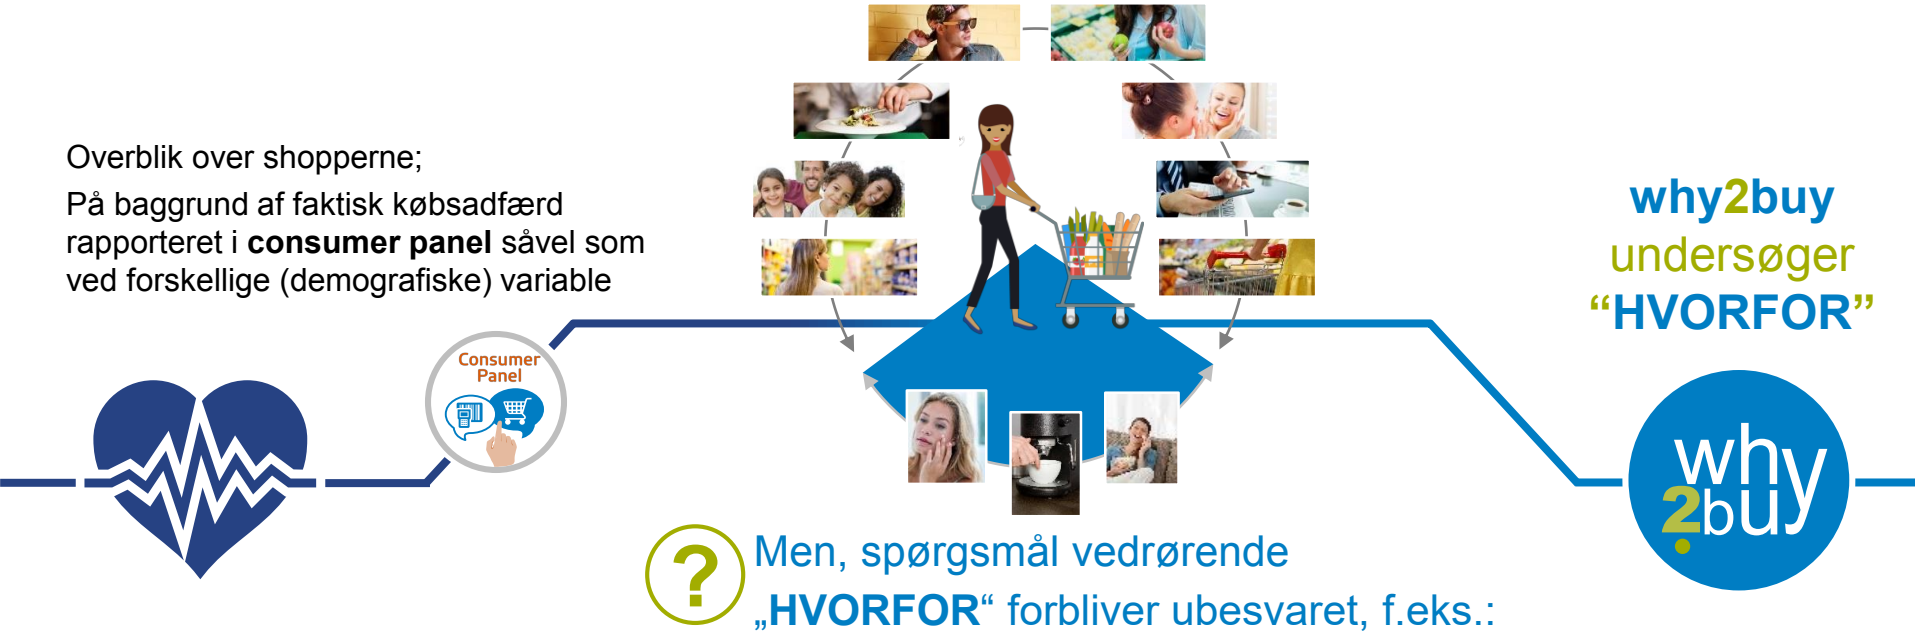 Overblik over shopperne;
På baggrund af faktisk købsadfærd
rapporteret i consumer panel såvel som
ved forskellige (demografiske) variable
Consumer
Panel
why2buy
undersøger
“HVORFOR”
why
2buy
?
Men, spørgsmål vedrørende
„HVORFOR“ forbliver ubesvaret, f.eks.: